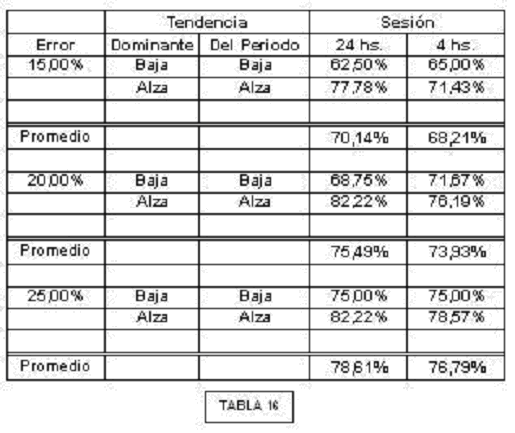 Tendencia Sesión
Error Dominante Del Periodo 24 hs. 4 hs.
15,00% Baja Baja 62,50% 65,00%
Alza Alza 77,78% 71,43%
Promedio 70,14% 68,21%
20,00% Baja Baja 68,75% 71,67%
Alza Alza 82,22% 76,19%
Promedio 75,49% 73,93%
25,00% Baja Baja 75,00% 75,00%
Alza Alza 82,22% 78,57%
Promedio 78,61% 76,79%
TABLA 16